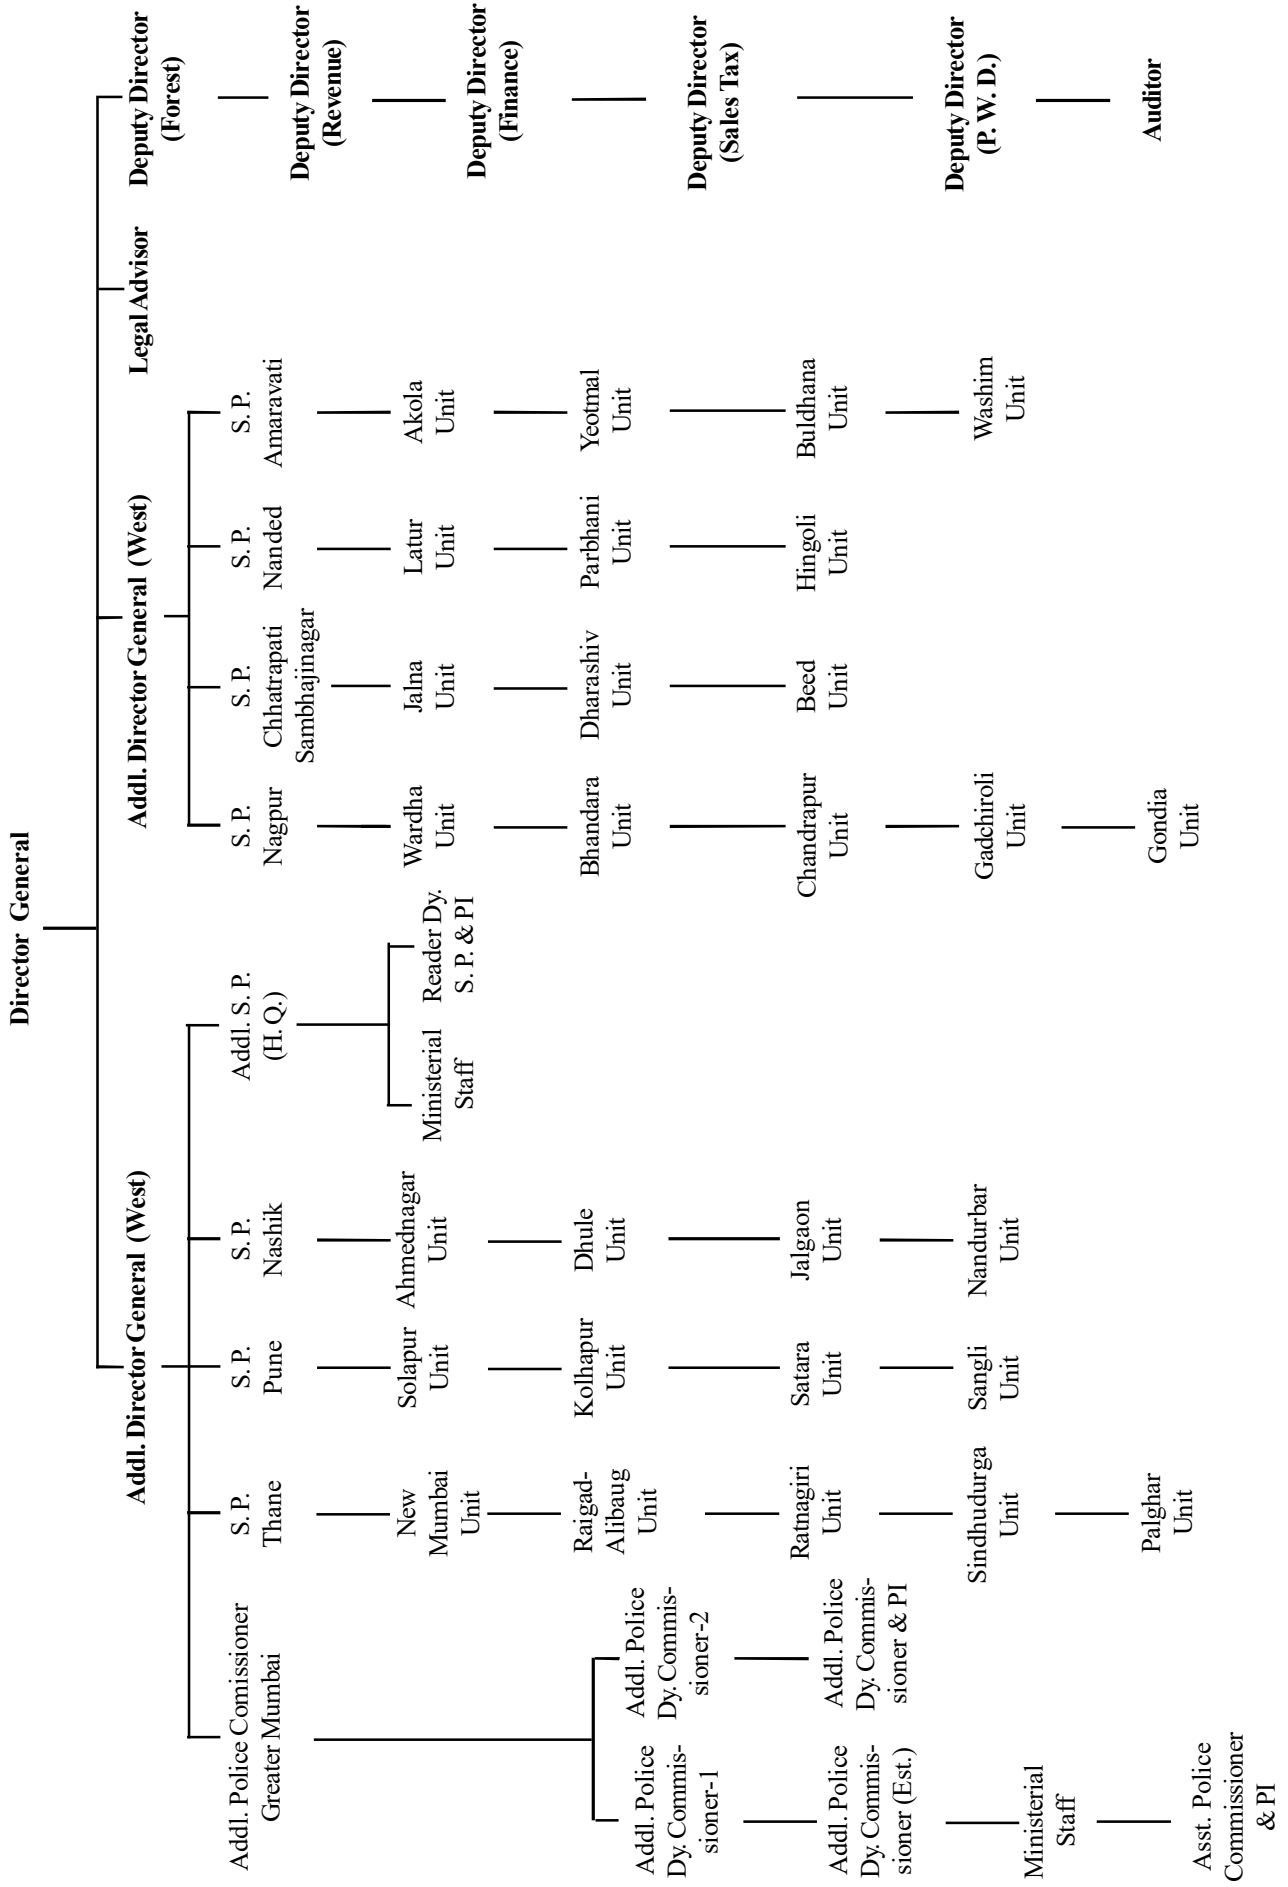 Director General
Addl. Director General (West)
Addl. Director General (West)
Legal Advisor
Deputy Director
(Forest)
Addl. Police Comissioner
Greater Mumbai
S. P.
Thane
S. P.
Pune
S. P.
Nashik
Addl. S. P.
(H. Q.)
S. P.
Nagpur
S. P.
Chhatrapati
Sambhajinagar
S. P.
Nanded
S. P.
Amaravati
Deputy Director
(Revenue)
New
Mumbai
Unit
Solapur
Unit
Ahmednagar
Unit
Ministerial
Staff
Reader Dy.
S. P. & PI
Wardha
Unit
Jalna
Unit
Latur
Unit
Akola
Unit
Deputy Director
(Finance)
Addl. Police
Dy. Commis-
sioner-1
Addl. Police
Dy. Commis-
sioner-2
Raigad-
Alibaug
Unit
Kolhapur
Unit
Dhule
Unit
Bhandara
Unit
Dharashiv
Unit
Parbhani
Unit
Yeotmal
Unit
Deputy Director
(Sales Tax)
Addl. Police
Dy. Commis-
sioner (Est.)
Addl. Police
Dy. Commis-
sioner & PI
Ratnagiri
Unit
Satara
Unit
Jalgaon
Unit
Chandrapur
Unit
Beed
Unit
Hingoli
Unit
Buldhana
Unit
Deputy Director
(P. W. D.)
Ministerial
Staff
Sindhudurga
Unit
Sangli
Unit
Nandurbar
Unit
Gadchiroli
Unit
Washim
Unit
Auditor
Asst. Police
Commissioner
& PI
Palghar
Unit
Gondia
Unit